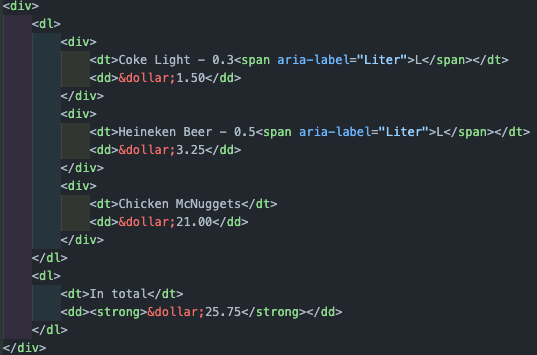 <div>
<dl>
<div>
<dt>Coke Light - 0.3<span aria-label="Liter">L</span></dt>
<dd>&dollar;1.50</dd>
</div>
<div>
<dt>Heineken Beer - 0.5<span aria-label="Liter">L</span></dt>
<dd>&dollar;3.25</dd>
</div>
<div>
<dt>Chicken McNuggets</dt>
<dd>&dollar;21.00</dd>
</div>
</dl>
<dl>
<dt>In total</dt>
<dd><strong>&dollar;25.75</strong></dd>
</dl>
</div>